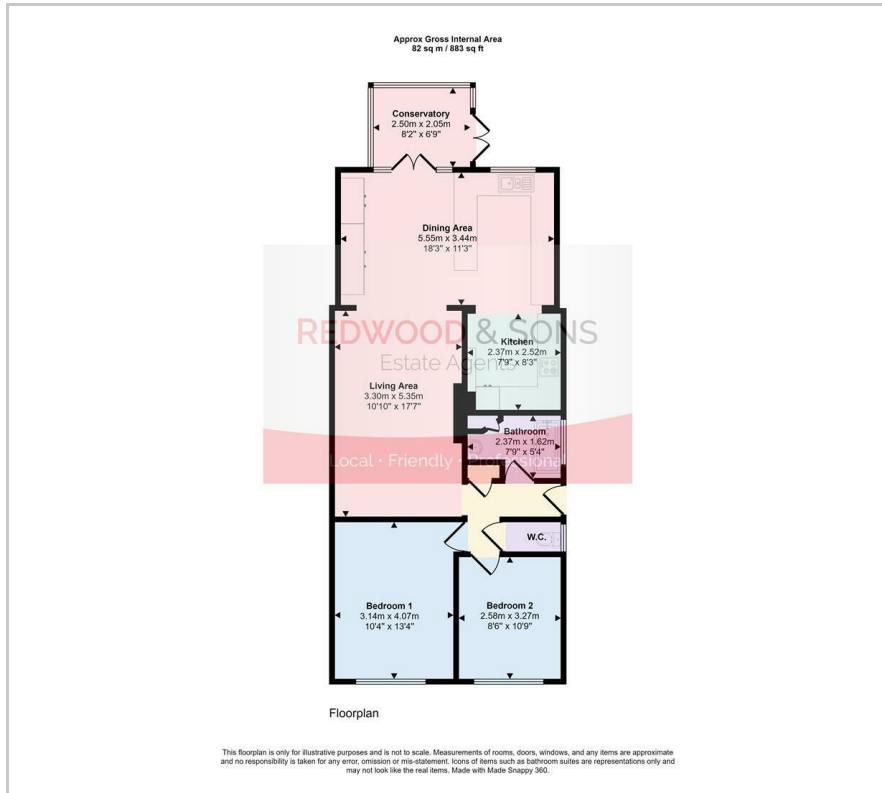 Approx Gross Internal Area
82 sq m / 883 sq ft
Conservatory
2.50m x 2.05m
8'2" x 6'9"
Dining Area
5.55m x 3.44m
18'3" x 11'3"
REDWOOD & SONS
Estate Agents
Kitchen
2.37m x 2.52m
7'9" x 8'3"
Living Area
3.30m x 5.35m
10'10" x 17'7"
Bathroom
2.37m x 1.62m
7'9" x 5'4"
Local • Friendly • Professional
W.C.
Bedroom 1
3.14m x 4.07m
10'4" x 13'4"
Bedroom 2
2.58m x 3.27m
8'6" x 10'9"
Floorplan
This floorplan is only for illustrative purposes and is not to scale. Measurements of rooms, doors, windows, and any items are approximate
and no responsibility is taken for any error, omission or mis-statement. Icons of items such as bathroom suites are representations only and
may not look like the real items. Made with Made Snappy 360.